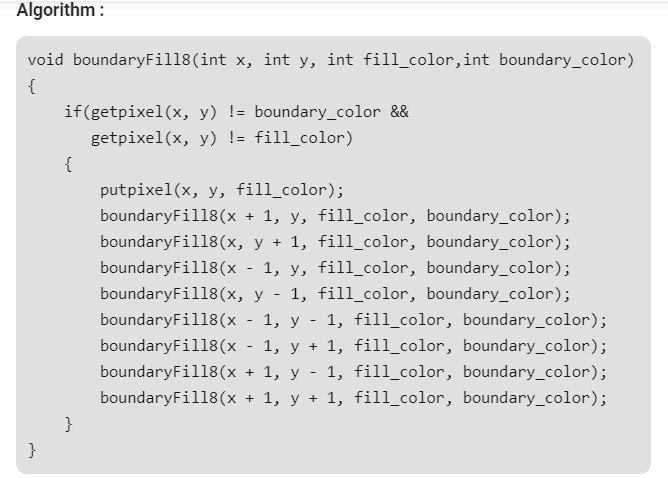 Algorithm :
void boundaryFill8(int x, int y, int fill_color,int boundary_color)
{
    if(getpixel(x, y) != boundary_color &&
       getpixel(x, y) != fill_color)
    {
        putpixel(x, y, fill_color);
        boundaryFill8(x + 1, y, fill_color, boundary_color);
        boundaryFill8(x, y + 1, fill_color, boundary_color);
        boundaryFill8(x - 1, y, fill_color, boundary_color);
        boundaryFill8(x, y - 1, fill_color, boundary_color);
        boundaryFill8(x - 1, y - 1, fill_color, boundary_color);
        boundaryFill8(x - 1, y + 1, fill_color, boundary_color);
        boundaryFill8(x + 1, y - 1, fill_color, boundary_color);
        boundaryFill8(x + 1, y + 1, fill_color, boundary_color);
    }
}